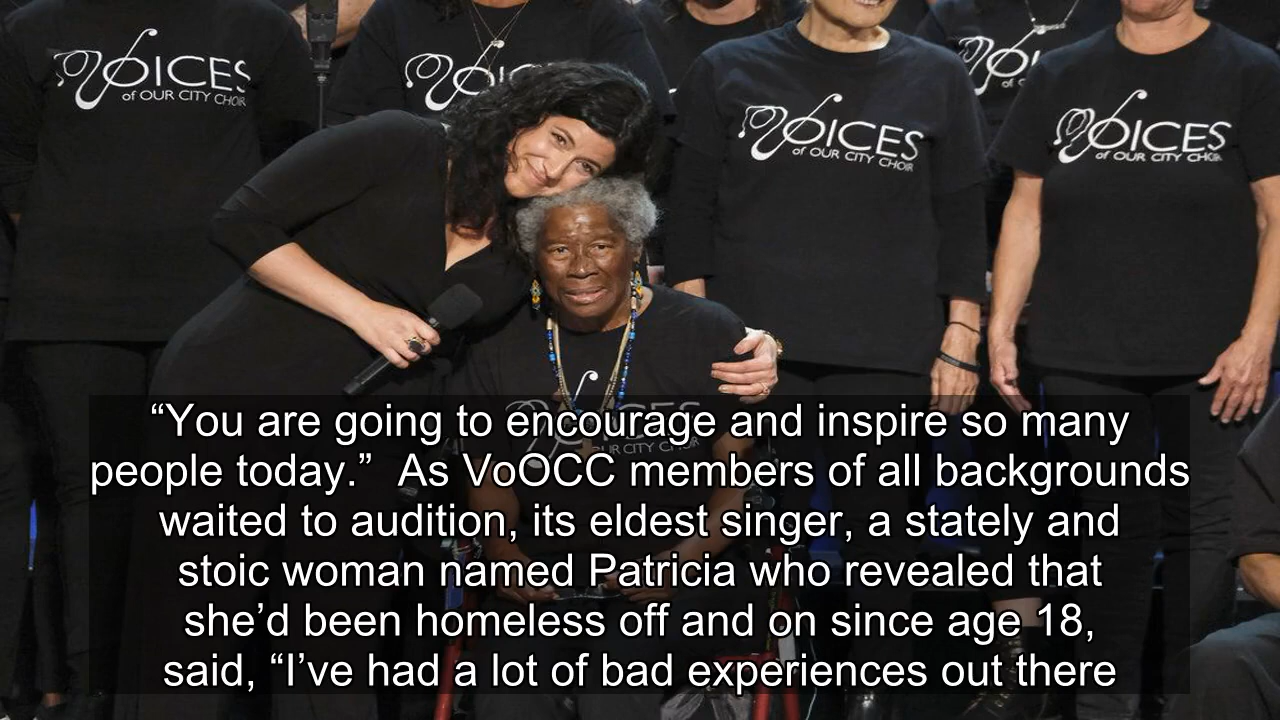 VOICES
of OUR CITY CHOIR
VOICES
of OUR CITY CHOIR
VOICES
of OUR CITY CHOIR
“You are going to encourage and inspire so many
people today.” As VoOCC members of all backgrounds
waited to audition, its eldest singer, a stately and
stoic woman named Patricia who revealed that
she’d been homeless off and on since age 18,
said, “I’ve had a lot of bad experiences out there